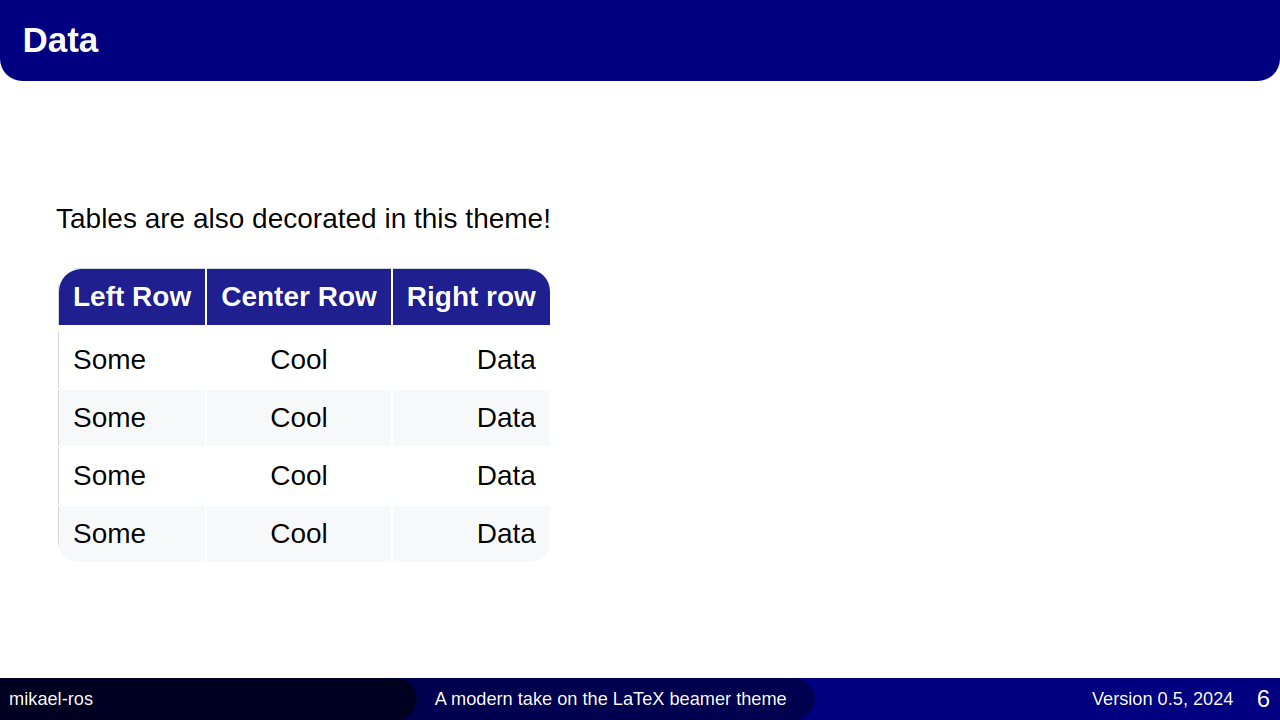 Data
Tables are also decorated in this theme!
Left Row Center Row Right row
Some Cool Data
Some Cool Data
Some Cool Data
Some Cool Data
mikael-ros A modern take on the LaTeX beamer theme Version 0.5, 2024 6